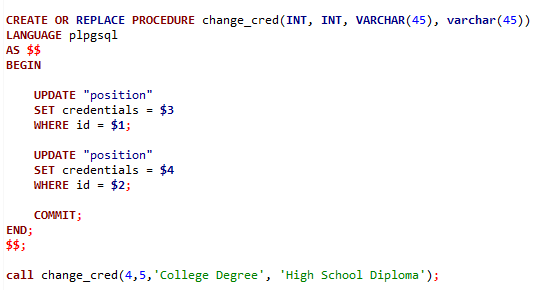 CREATE OR REPLACE PROCEDURE change_cred(INT, INT, VARCHAR(45), varchar(45))
LANGUAGE plpgsql
AS $$
BEGIN
UPDATE "position"
SET credentials = $3
WHERE id = $1;
UPDATE "position"
SET credentials = $4
WHERE id = $2;
COMMIT;
END;
$$;
call change_cred(4,5,'College Degree', 'High School Diploma');